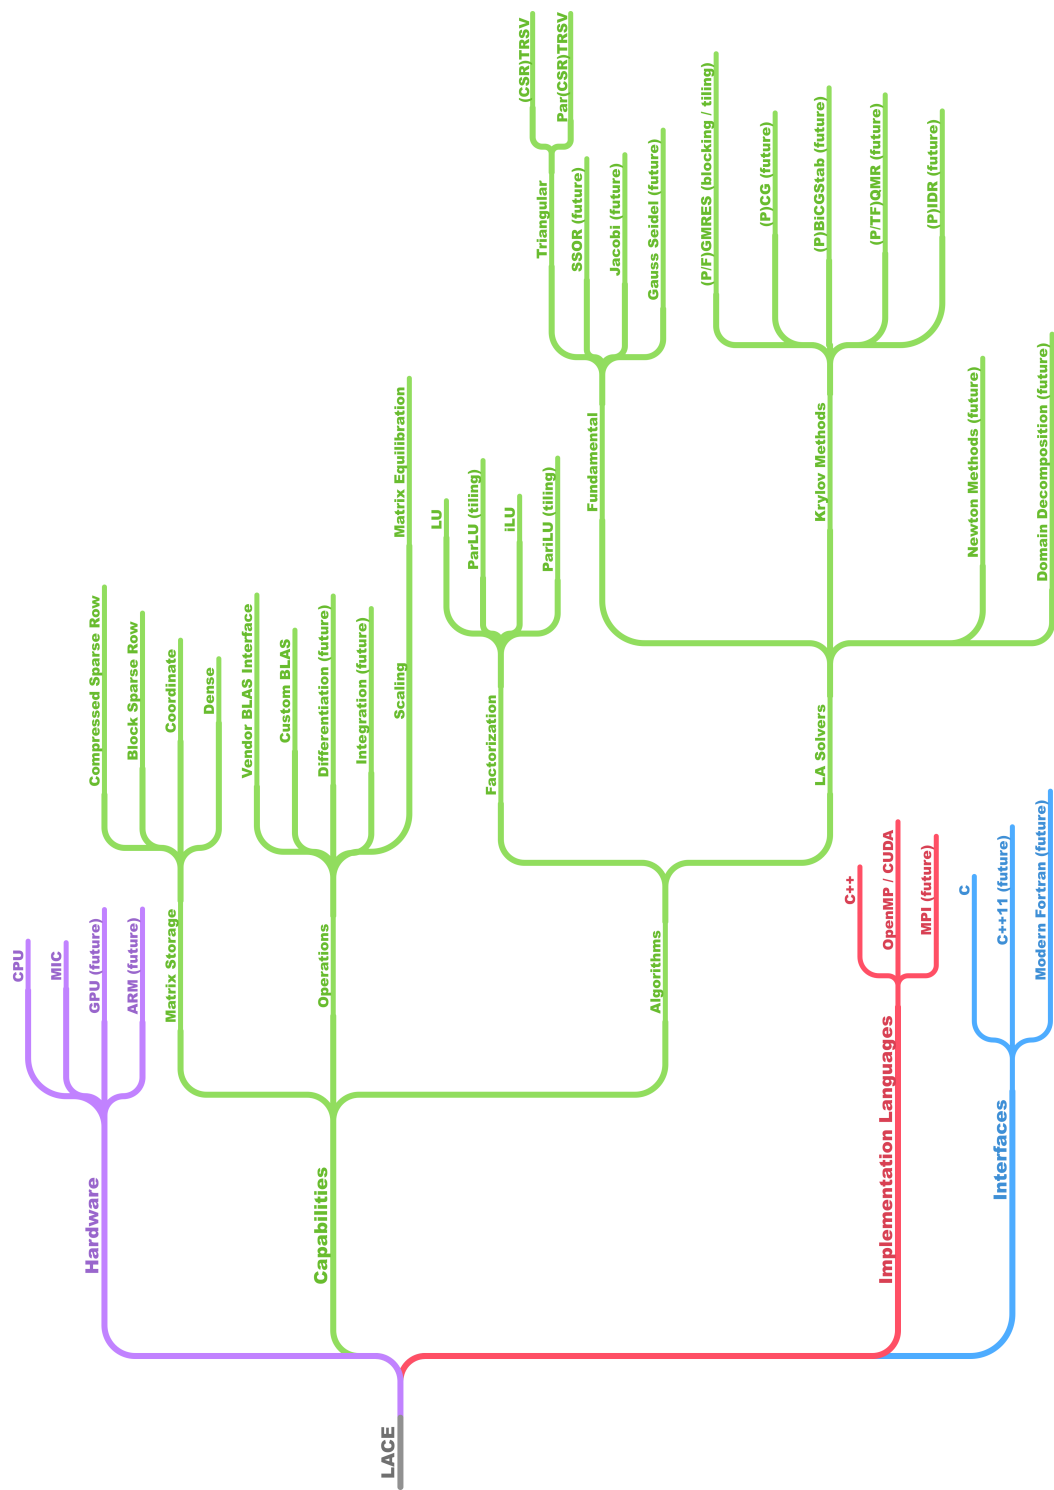 LACE
Hardware
CPU
MIC
GPU (future)
ARM (future)
Capabilities
Matrix Storage
Compressed Sparse Row
Block Sparse Row
Coordinate
Dense
Operations
Vendor BLAS Interface
Custom BLAS
Differentiation (future)
Integration (future)
Scaling
Matrix Equilibration
Algorithms
Factorization
LU
ParLU (tiling)
iLU
PariLU (tiling)
LA Solvers
Fundamental
Triangular
(CSR)TRSV
Par(CSR)TRSV
SSOR (future)
Jacobi (future)
Gauss Seidel (future)
Krylov Methods
(P/F)GMRES (blocking / tiling)
(P)CG (future)
(P)BiCGStab (future)
(P/TF)QMR (future)
(P)IDR (future)
Newton Methods (future)
Domain Decomposition (future)
Implementation Languages
C++
OpenMP / CUDA
MPI (future)
Interfaces
C
C++11 (future)
Modern Fortran (future)